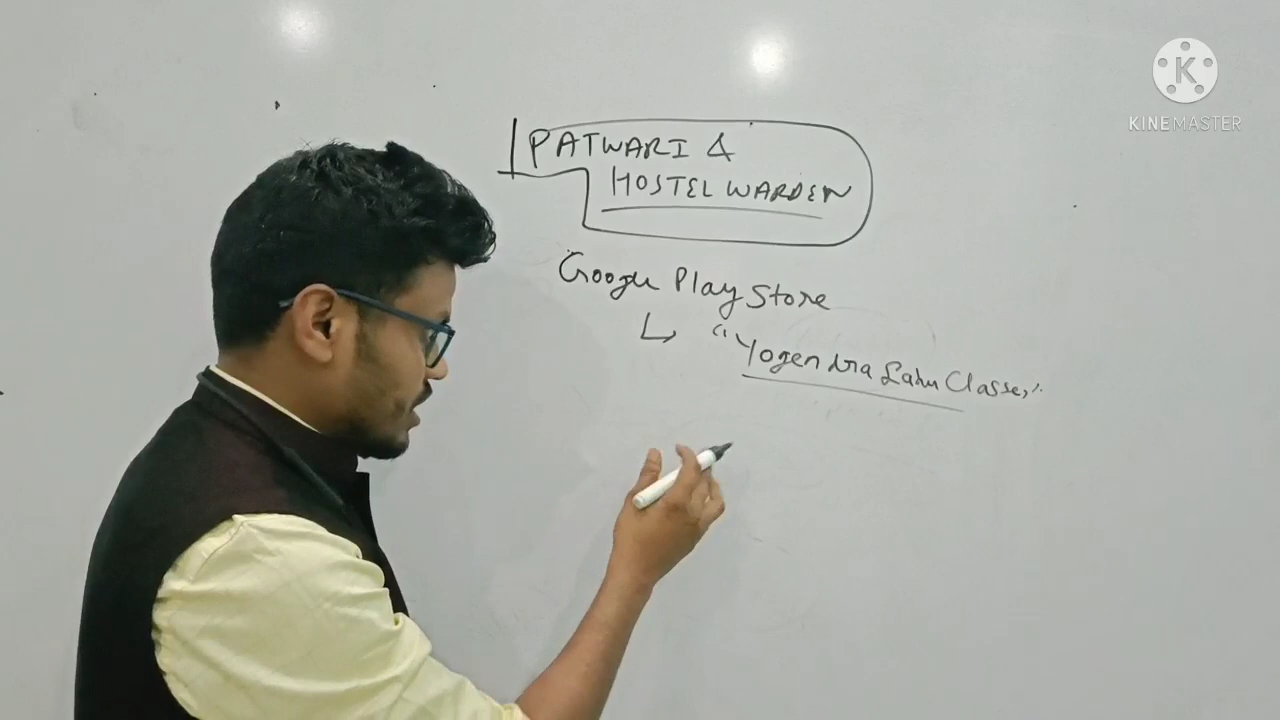 PATWARI &
HOSTEL WARDEN
Google Play Store
"Yogendra Sahu Classes"
KINEMASTER